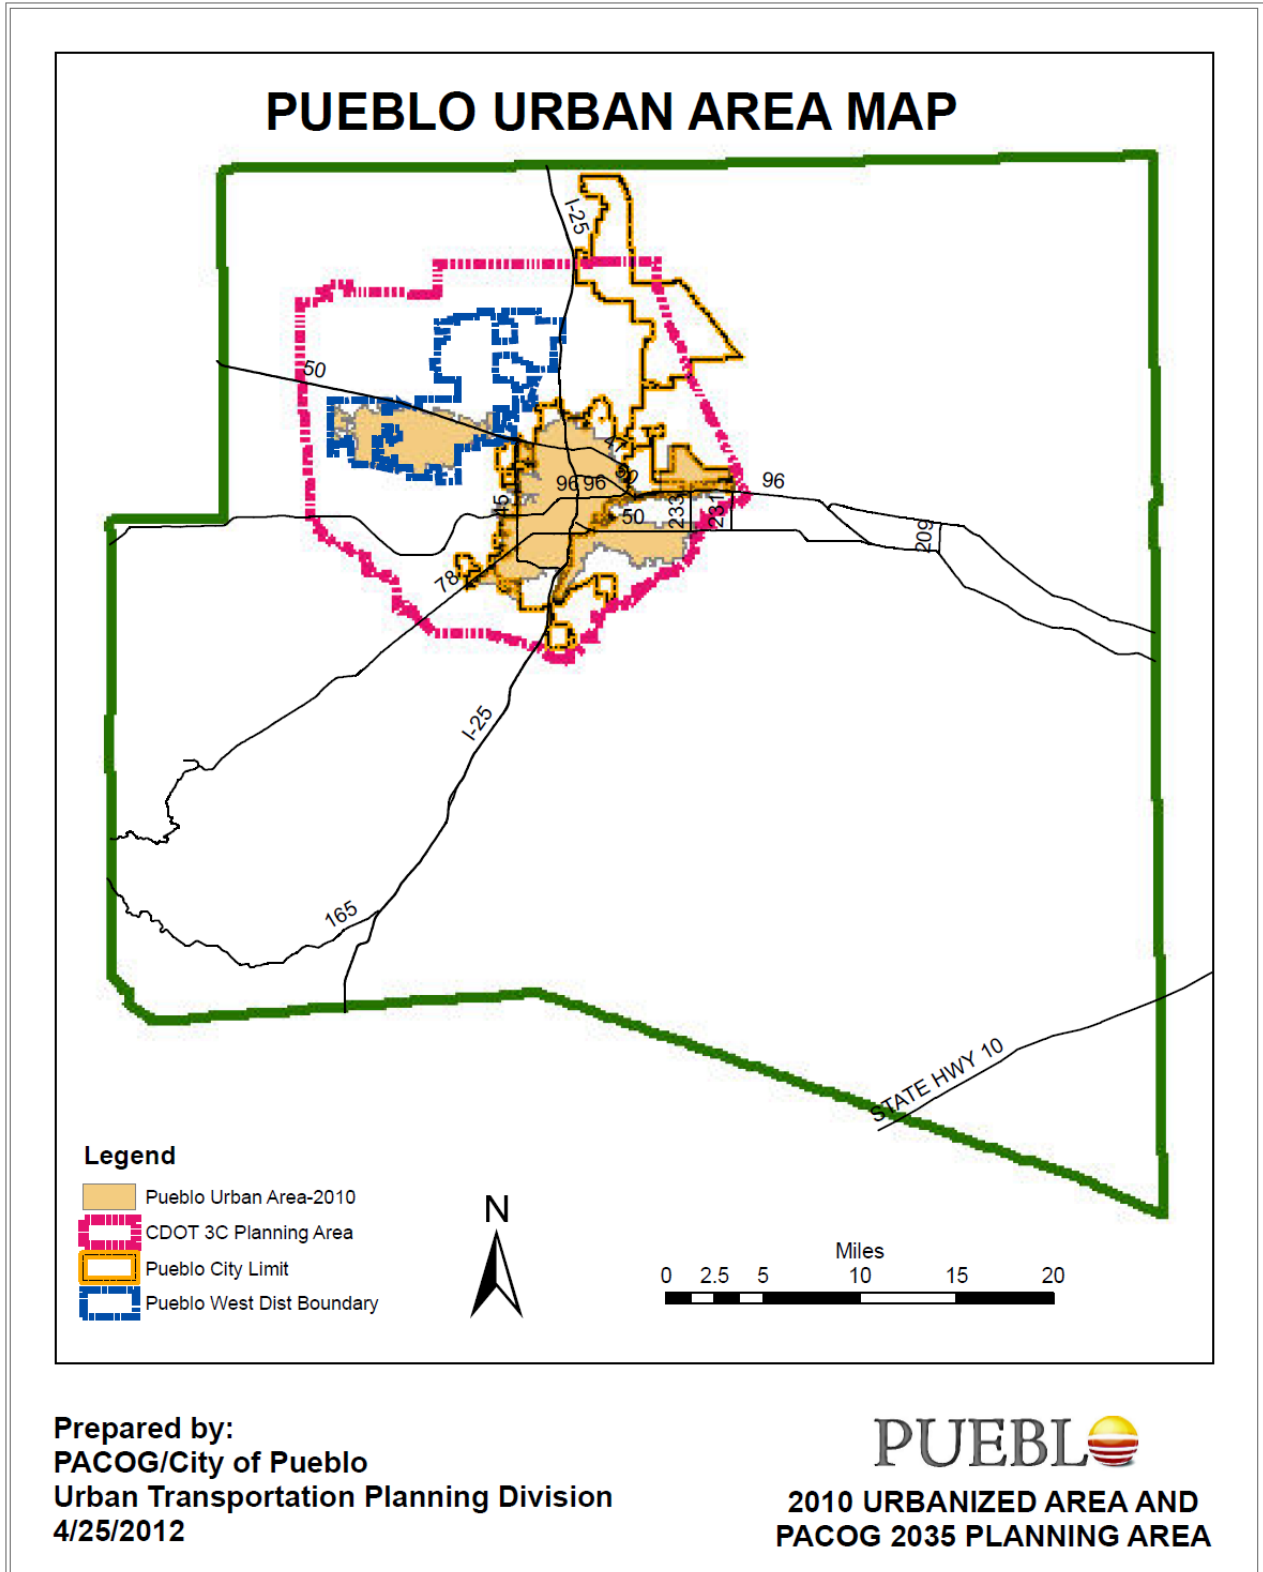 PUEBLO URBAN AREA MAP
I-25
50
47
50
96
96
96
45
50
233
231
209
78
I-25
165
STATE HWY 10
Legend
Pueblo Urban Area-2010
CDOT 3C Planning Area
Pueblo City Limit
Pueblo West Dist Boundary
N
Miles
0 2.5 5 10 15 20
Prepared by:
PACOG/City of Pueblo
Urban Transportation Planning Division
4/25/2012
PUEBLO
2010 URBANIZED AREA AND
PACOG 2035 PLANNING AREA